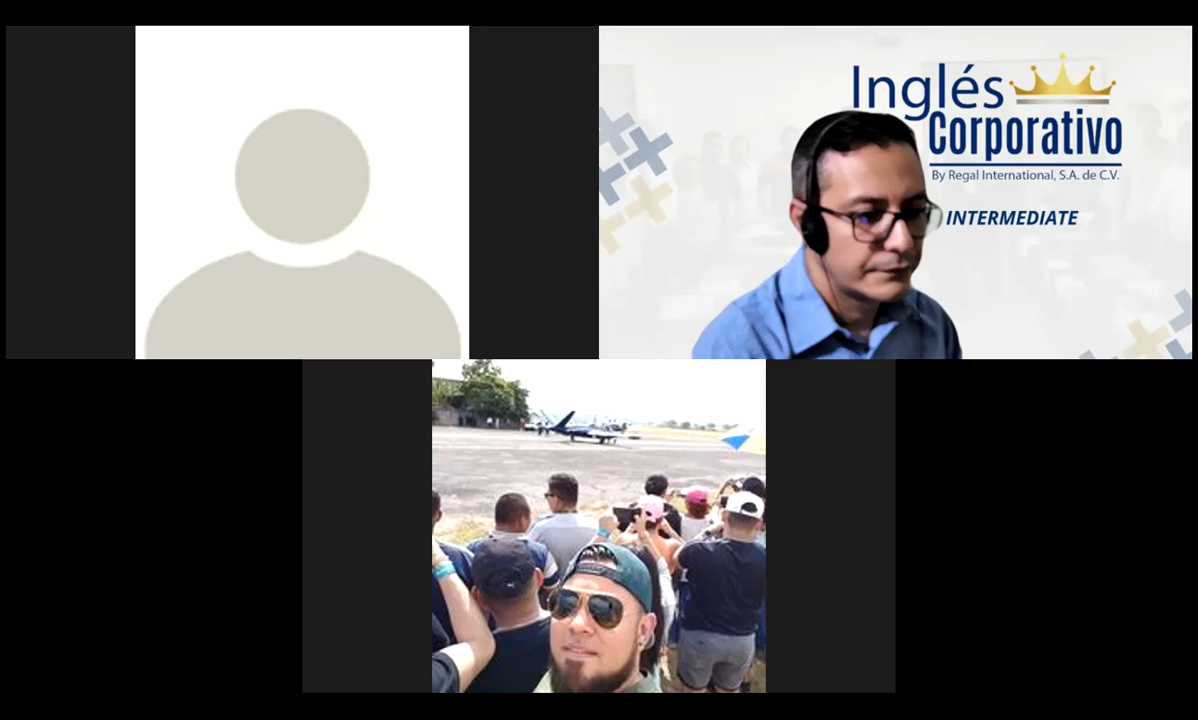 Inglés
Corporativo
By Regal International, S.A. de C.V.
INTERMEDIATE